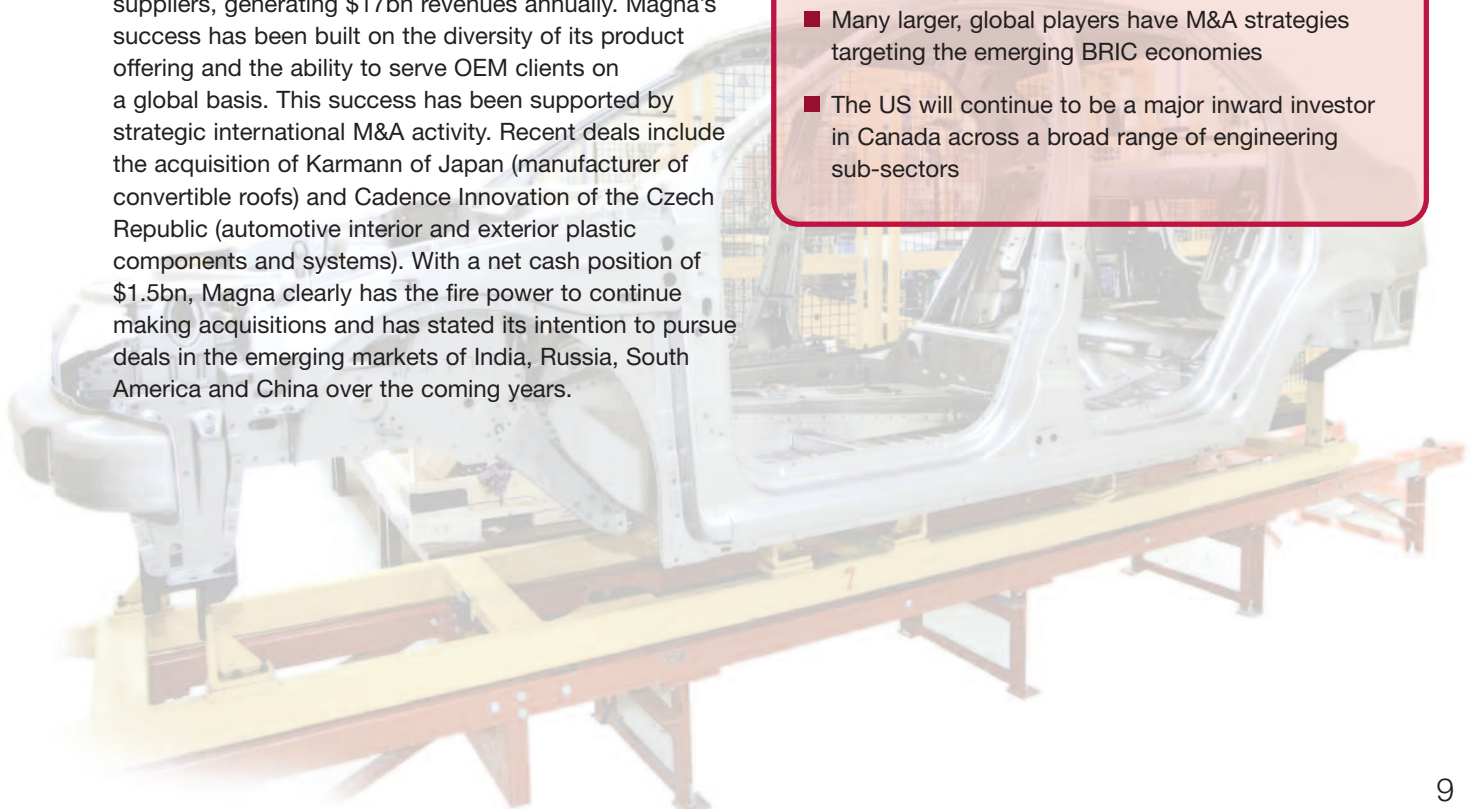 suppliers, generating $17bn revenues annually. Magna's
success has been built on the diversity of its product
offering and the ability to serve OEM clients on
a global basis. This success has been supported by
strategic international M&A activity. Recent deals include
the acquisition of Karmann of Japan (manufacturer of
convertible roofs) and Cadence Innovation of the Czech
Republic (automotive interior and exterior plastic
components and systems). With a net cash position of
$1.5bn, Magna clearly has the fire power to continue
making acquisitions and has stated its intention to pursue
deals in the emerging markets of India, Russia, South
America and China over the coming years.
Many larger, global players have M&A strategies
targeting the emerging BRIC economies
The US will continue to be a major inward investor
in Canada across a broad range of engineering
sub-sectors
7
9